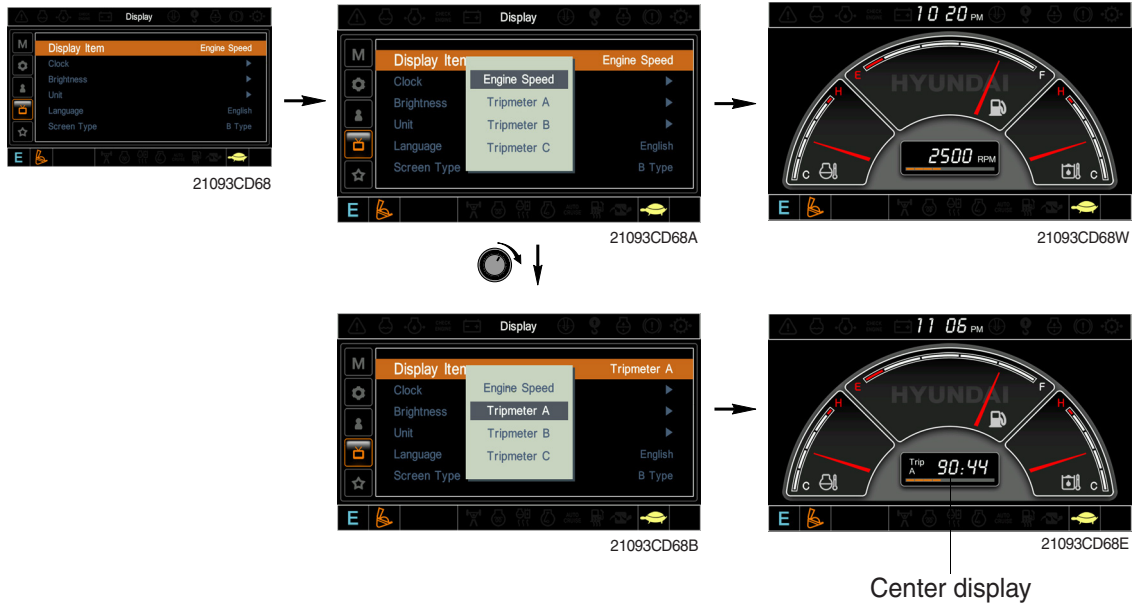 Display
M
Display Item Engine Speed
Clock
Brightness
Unit
Language English
Screen Type B Type
E
21093CD68
Display
M
Display Item Engine Speed
Clock
Brightness
Unit
Language English
Screen Type B Type
Engine Speed
Tripmeter A
Tripmeter B
Tripmeter C
E
21093CD68A
10 20 PM
HYUNDAI
E F
H H
C C
2500 RPM
E
21093CD68W
Display
M
Display Item Tripmeter A
Clock
Brightness
Unit
Language English
Screen Type B Type
Engine Speed
Tripmeter A
Tripmeter B
Tripmeter C
E
21093CD68B
11 06 PM
HYUNDAI
E F
H H
C C
Trip A 90:44
E
21093CD68E
Center display